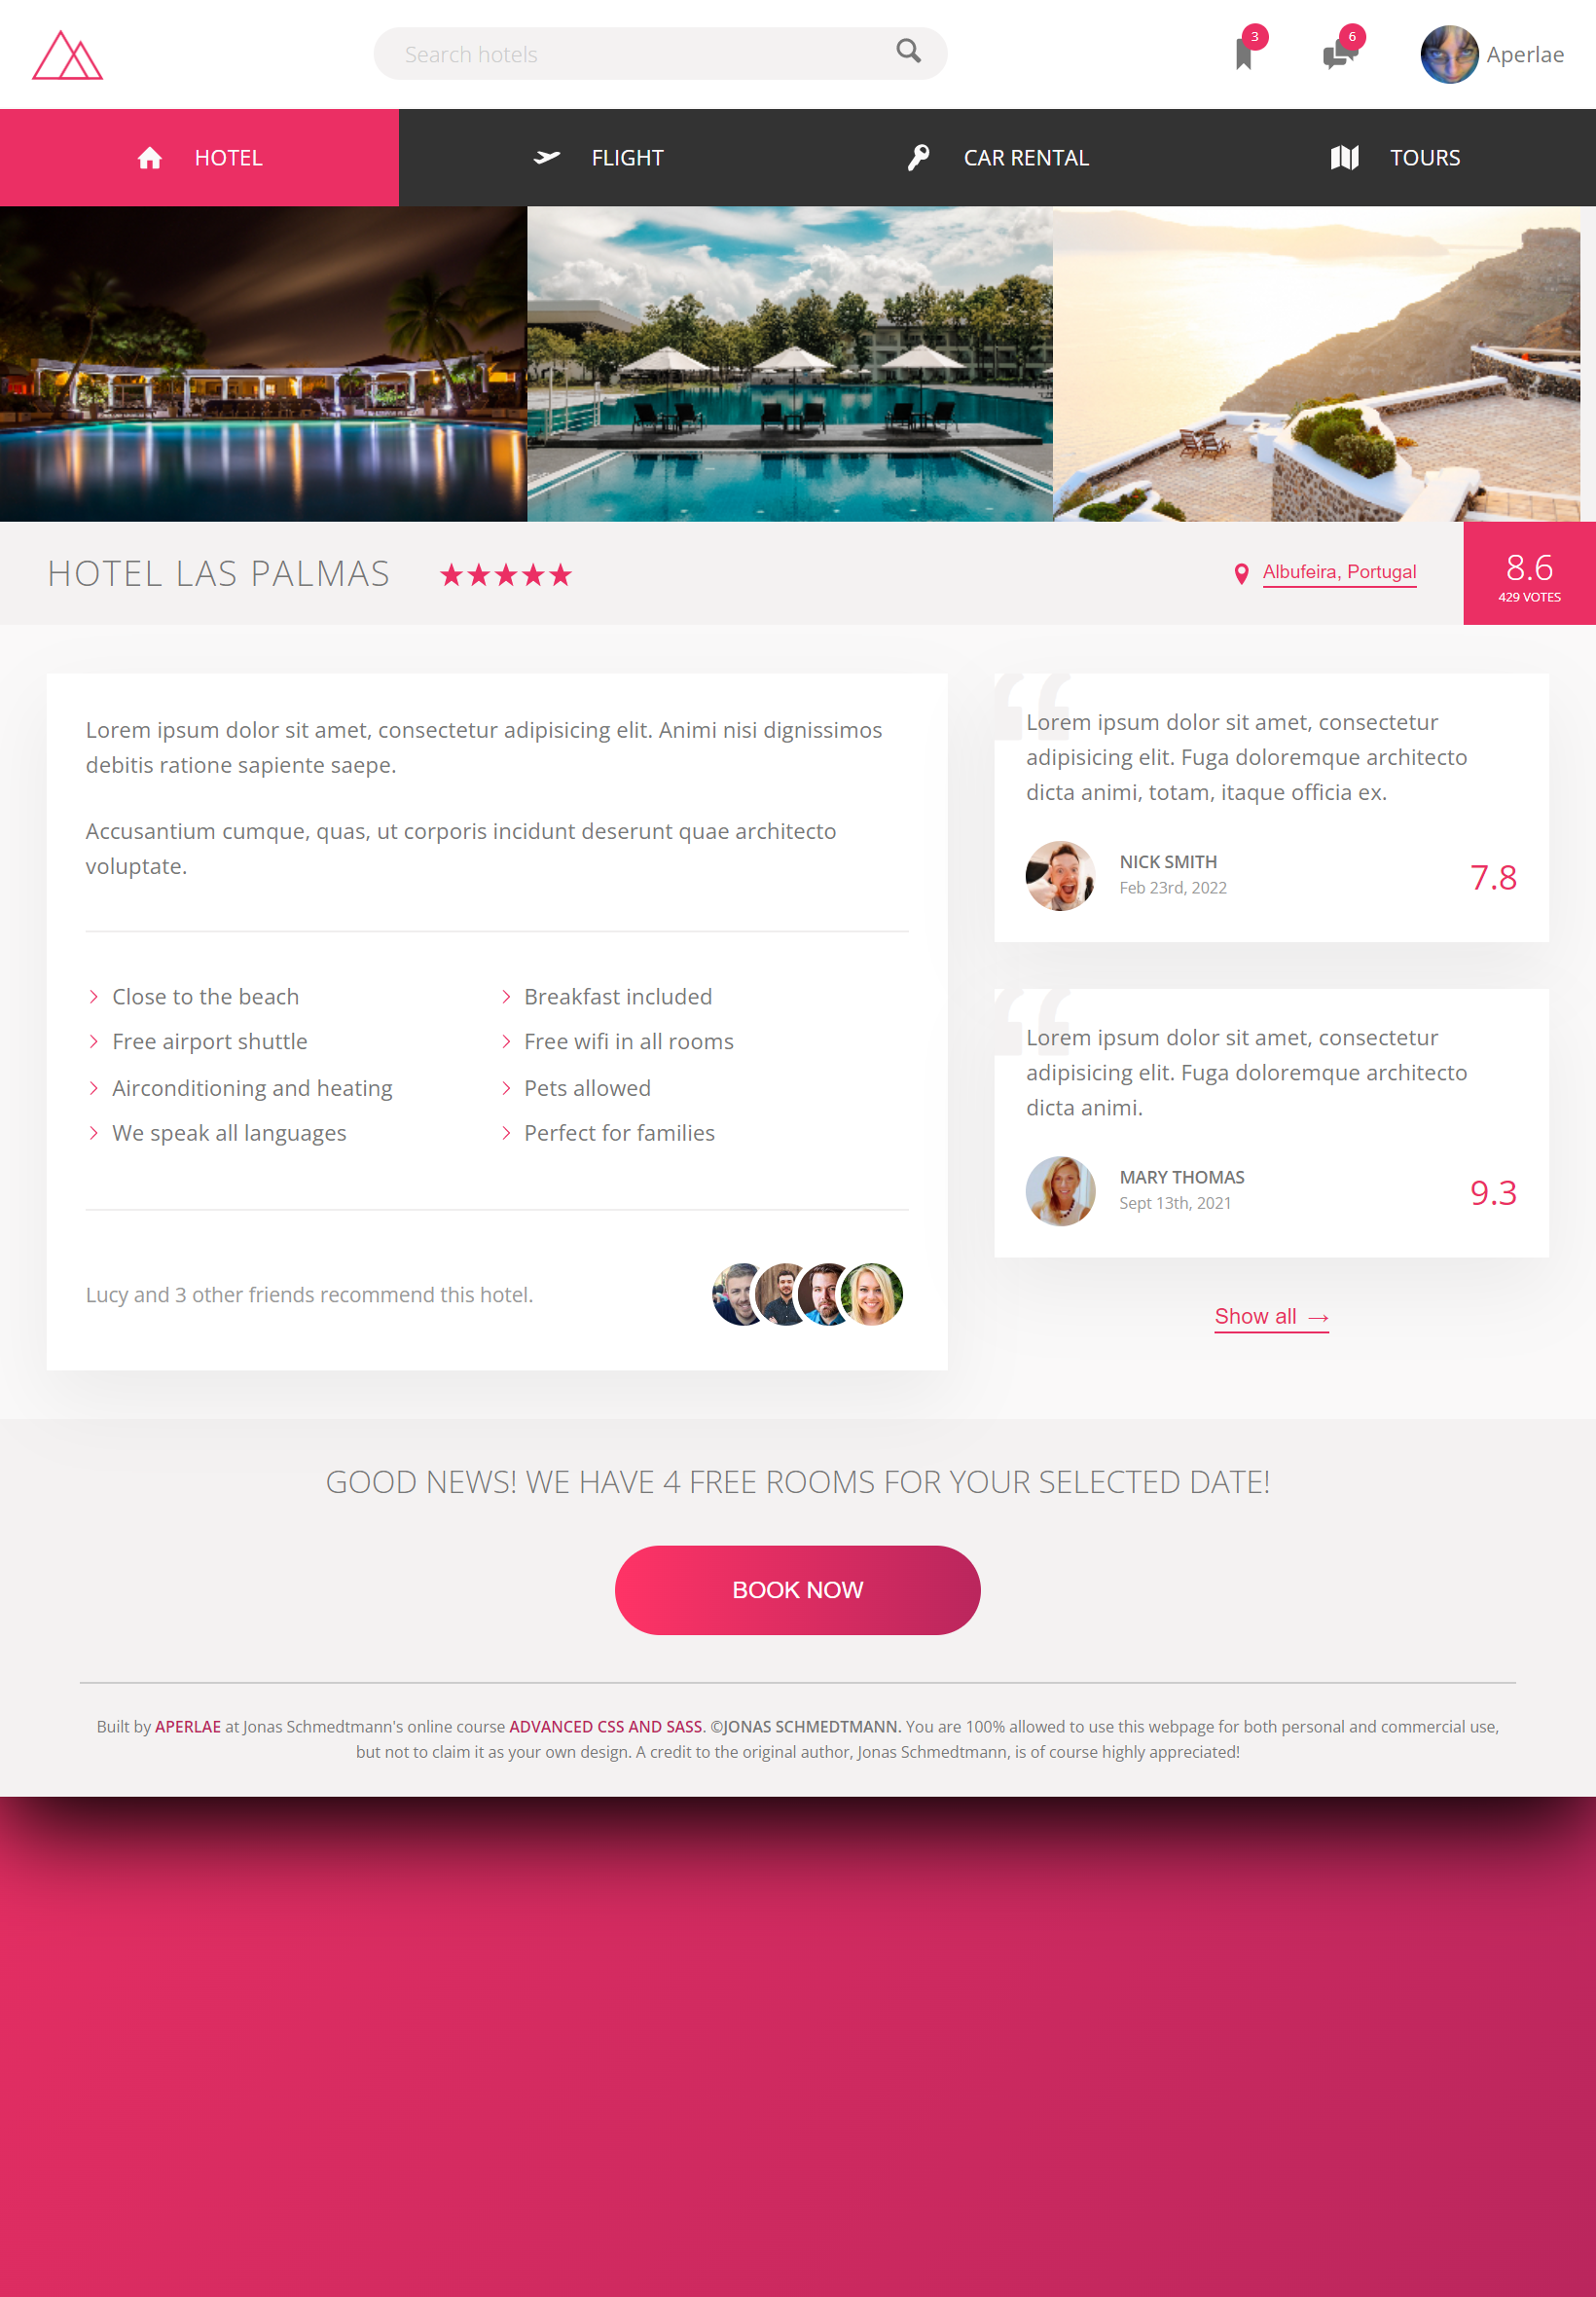 Search hotels
3
6
Aperlae
HOTEL
FLIGHT
CAR RENTAL
TOURS
HOTEL LAS PALMAS
Albufeira, Portugal
8.6
429 VOTES
Lorem ipsum dolor sit amet, consectetur adipisicing elit. Animi nisi dignissimos
debitis ratione sapiente saepe.
Accusantium cumque, quas, ut corporis incidunt deserunt quae architecto
voluptate.
Close to the beach
Breakfast included
Free airport shuttle
Free wifi in all rooms
Airconditioning and heating
Pets allowed
We speak all languages
Perfect for families
Lucy and 3 other friends recommend this hotel.
“
Lorem ipsum dolor sit amet, consectetur
adipisicing elit. Fuga doloremque architecto
dicta animi, totam, itaque officia ex.
NICK SMITH
Feb 23rd, 2022
7.8
“
Lorem ipsum dolor sit amet, consectetur
adipisicing elit. Fuga doloremque architecto
dicta animi.
MARY THOMAS
Sept 13th, 2021
9.3
Show all →
GOOD NEWS! WE HAVE 4 FREE ROOMS FOR YOUR SELECTED DATE!
BOOK NOW
Built by APERLAE at Jonas Schmedtmann's online course ADVANCED CSS AND SASS. ©JONAS SCHMEDTMANN. You are 100% allowed to use this webpage for both personal and commercial use,
but not to claim it as your own design. A credit to the original author, Jonas Schmedtmann, is of course highly appreciated!